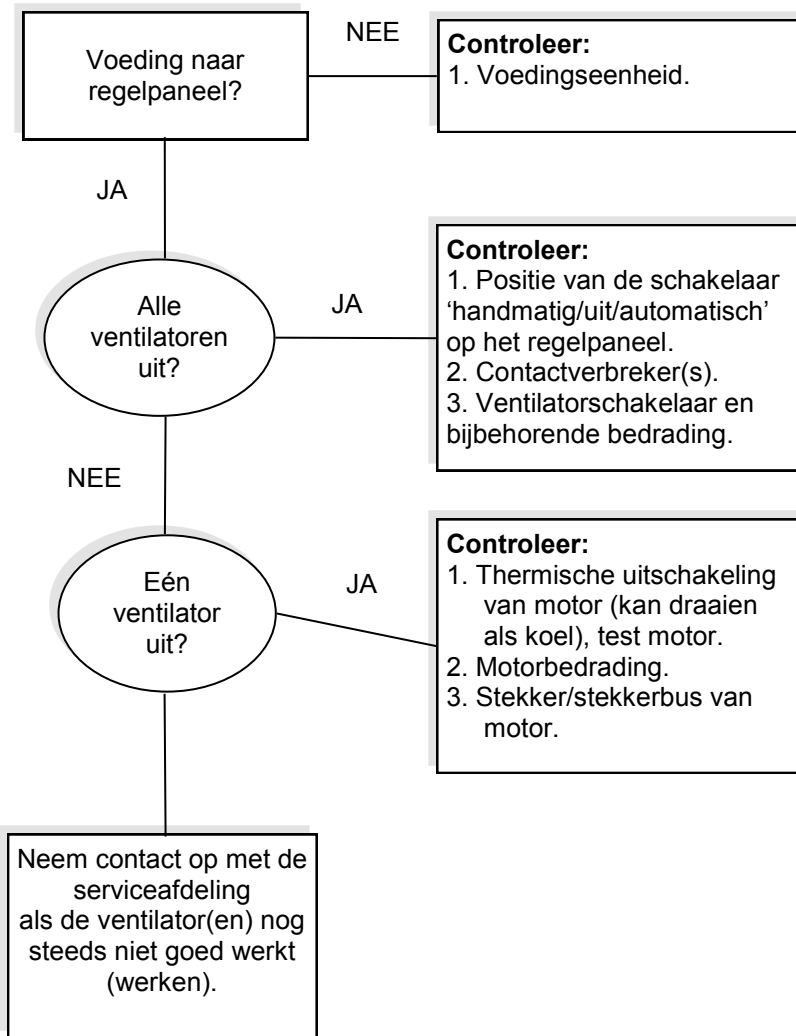 Voeding naar
regelpaneel?
NEE
Controleer:
1. Voedingseenheid.
JA
Alle
ventilatoren
uit?
JA
Controleer:
1. Positie van de schakelaar
‘handmatig/uit/automatisch’
op het regelpaneel.
2. Contactverbreker(s).
3. Ventilatorschakelaar en
bijbehorende bedrading.
NEE
Eén
ventilator
uit?
JA
Controleer:
1. Thermische uitschakeling
van motor (kan draaien
als koel), test motor.
2. Motorbedrading.
3. Stekker/stekkerbus van
motor.
Neem contact op met de
serviceafdeling
als de ventilator(en) nog
steeds niet goed werkt
(werken).